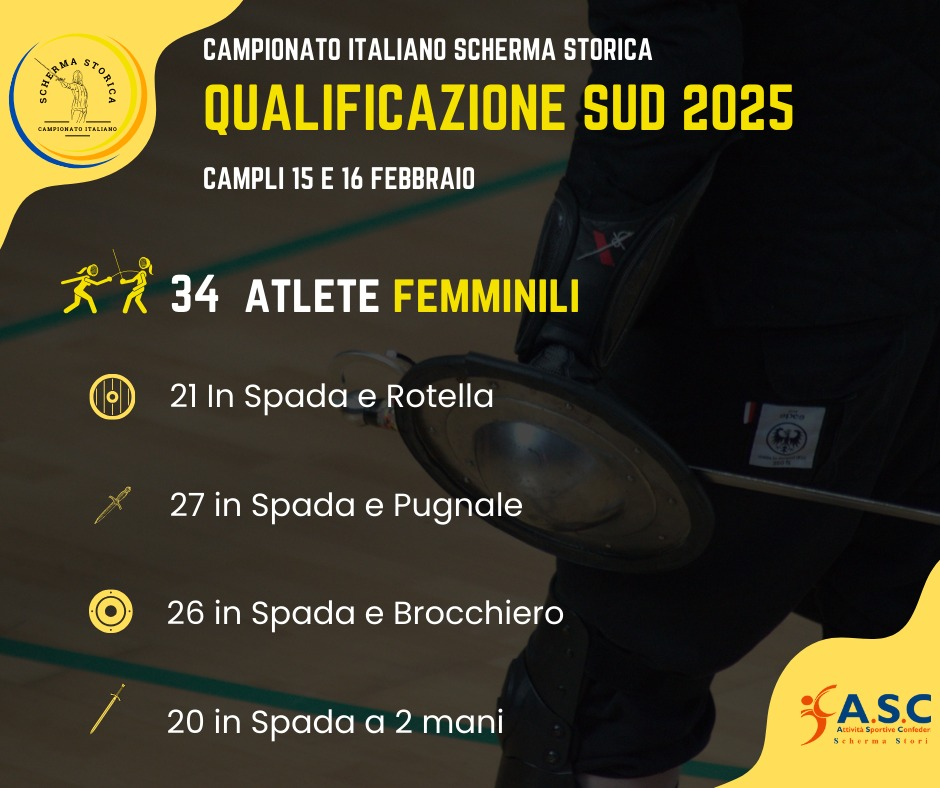 SCHERMA STORICA
CAMPIONATO ITALIANO
CAMPIONATO ITALIANO SCHERMA STORICA
QUALIFICAZIONE SUD 2025
CAMPLI 15 E 16 FEBBRAIO
34 ATLETE FEMMINILI
21 In Spada e Rotella
27 in Spada e Pugnale
26 in Spada e Brocchiero
20 in Spada a 2 mani
A.S.C
Attività Sportive Confeder
Scherma Stori